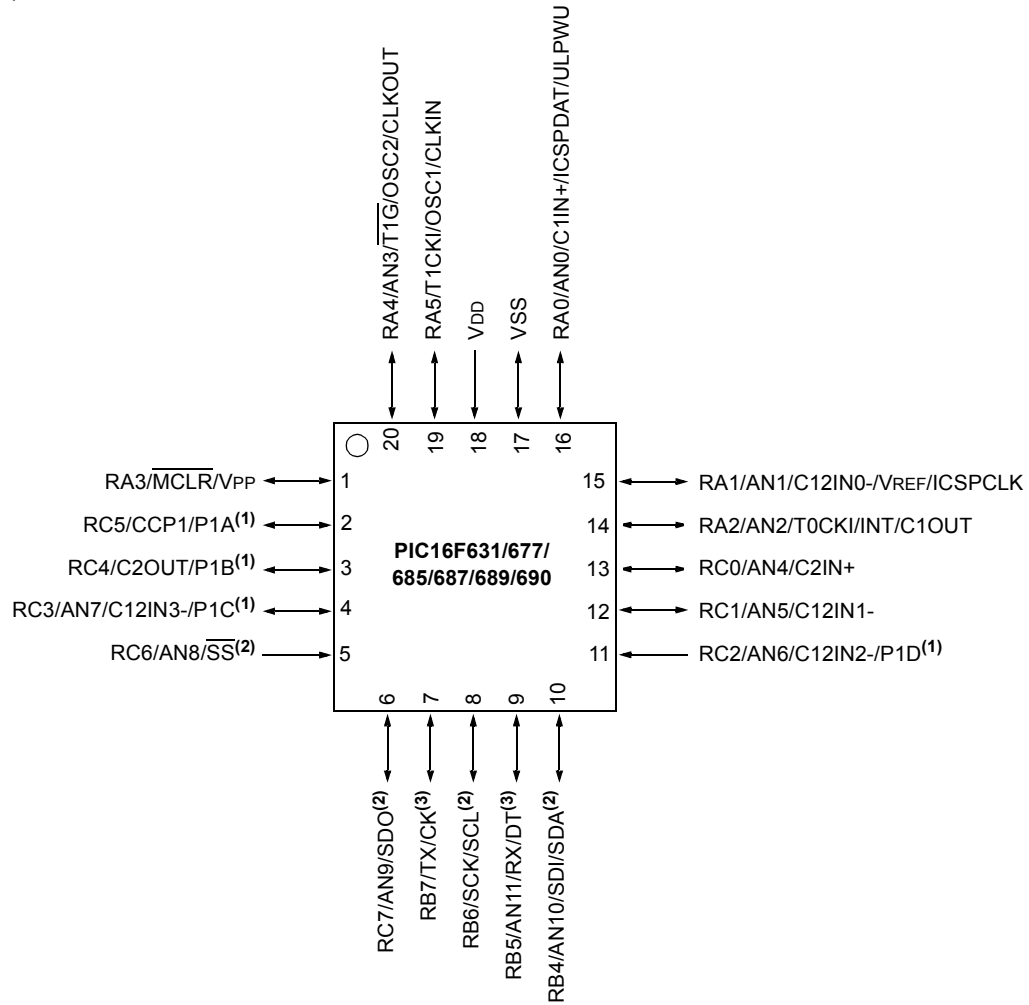 RA4/AN3/T1G/OSC2/CLKOUT
RA5/T1CKI/OSC1/CLKIN
VDD
VSS
RA0/AN0/C1IN+/ICSPDAT/ULPWU
20
19
18
17
16
RA3/MCLR/VPP
1
15
RA1/AN1/C12IN0-/VREF/ICSPCLK
RC5/CCP1/P1A(1)
2
14
RA2/AN2/T0CKI/INT/C1OUT
PIC16F631/677/
685/687/689/690
RC4/C2OUT/P1B(1)
3
13
RC0/AN4/C2IN+
RC3/AN7/C12IN3-/P1C(1)
4
12
RC1/AN5/C12IN1-
RC6/AN8/SS(2)
5
11
RC2/AN6/C12IN2-/P1D(1)
6
7
8
9
10
RC7/AN9/SDO(2)
RB7/TX/CK(3)
RB6/SCK/SCL(2)
RB5/AN11/RX/DT(3)
RB4/AN10/SDI/SDA(2)